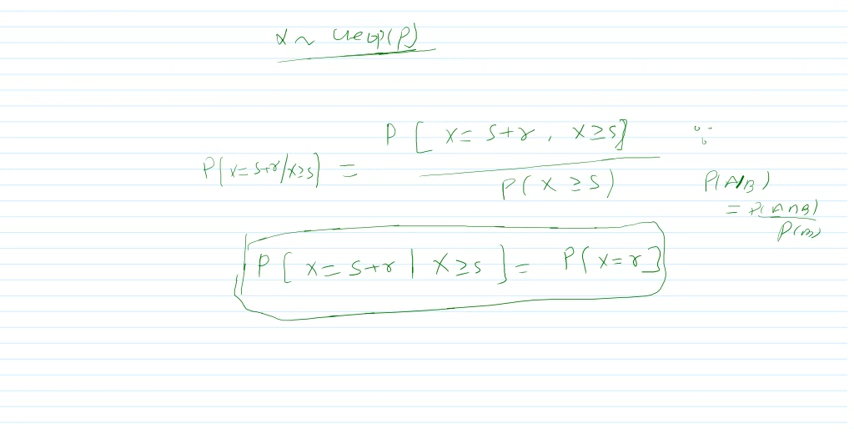 X ~ Geop(P)
P[X = S+r, X ≥ S] ∵
P[X = S+r/X≥S] = P(X ≥ S) P(A/B)
= P(A∩B)
P(B)
P[X = S+r | X ≥ S] = P[X = r]